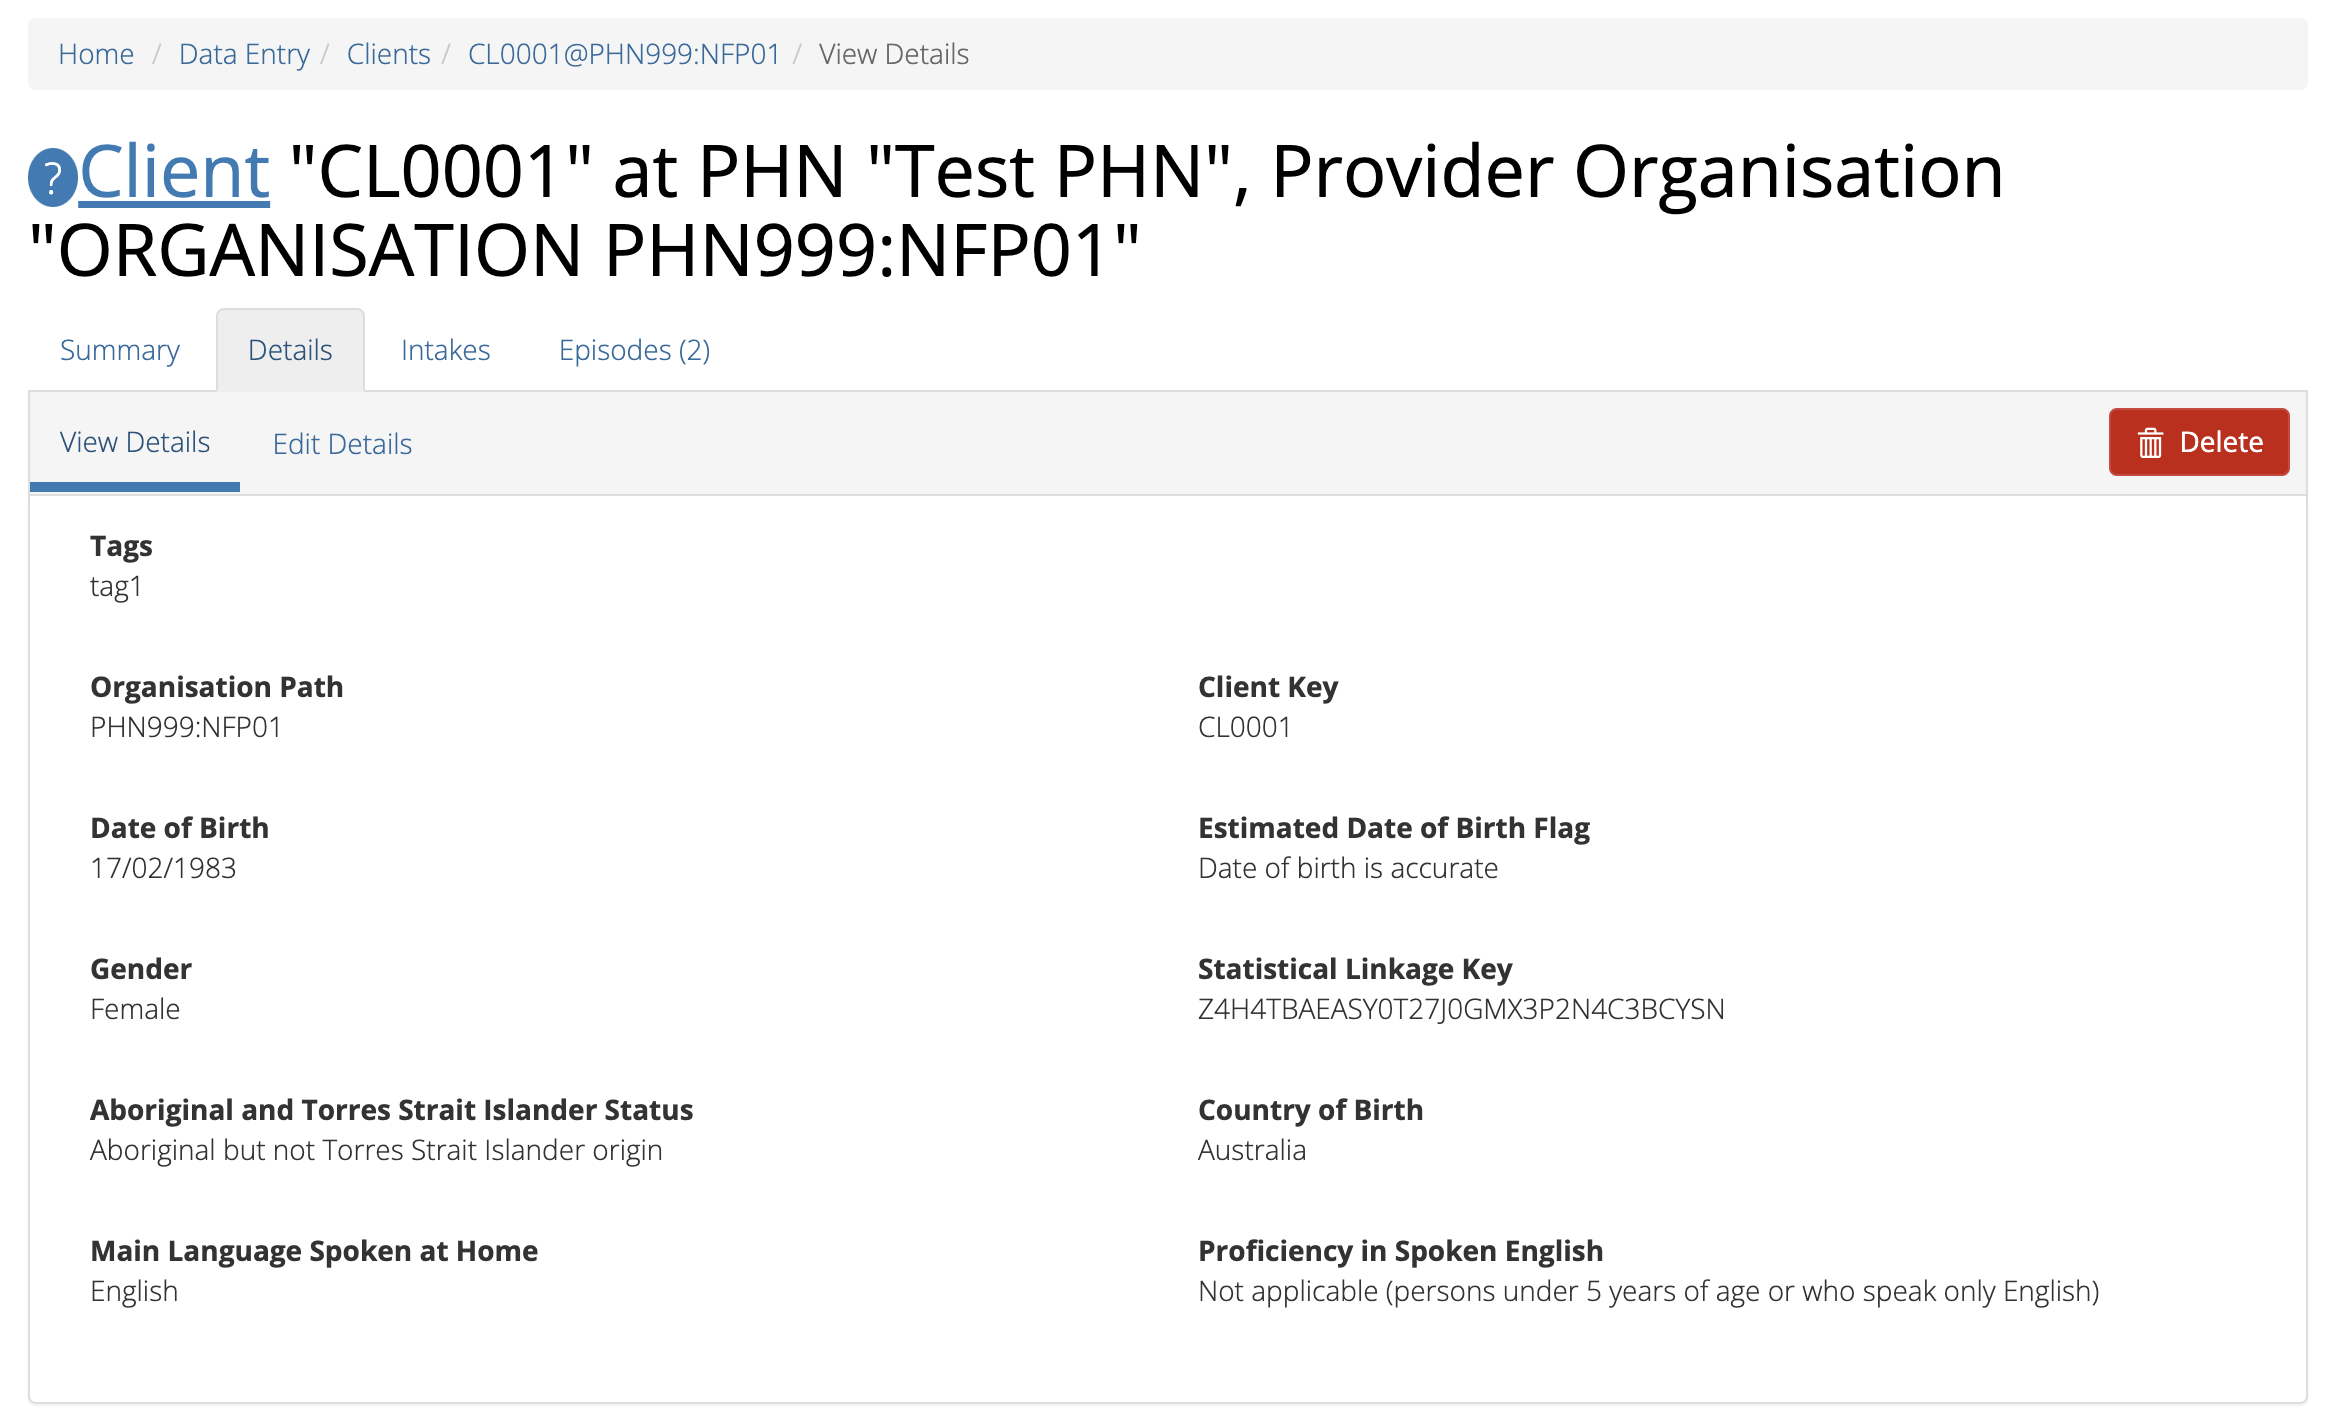 Home / Data Entry / Clients / CL0001@PHN999:NFP01 / View Details
?Client "CL0001" at PHN "Test PHN", Provider Organisation
"ORGANISATION PHN999:NFP01"
Summary Details Intakes Episodes (2)
View Details Edit Details Delete
Tags
tag1
Organisation Path
PHN999:NFP01
Client Key
CL0001
Date of Birth
17/02/1983
Estimated Date of Birth Flag
Date of birth is accurate
Gender
Female
Statistical Linkage Key
Z4H4TBAEASY0T27J0GMX3P2N4C3BCYSN
Aboriginal and Torres Strait Islander Status
Aboriginal but not Torres Strait Islander origin
Country of Birth
Australia
Main Language Spoken at Home
English
Proficiency in Spoken English
Not applicable (persons under 5 years of age or who speak only English)